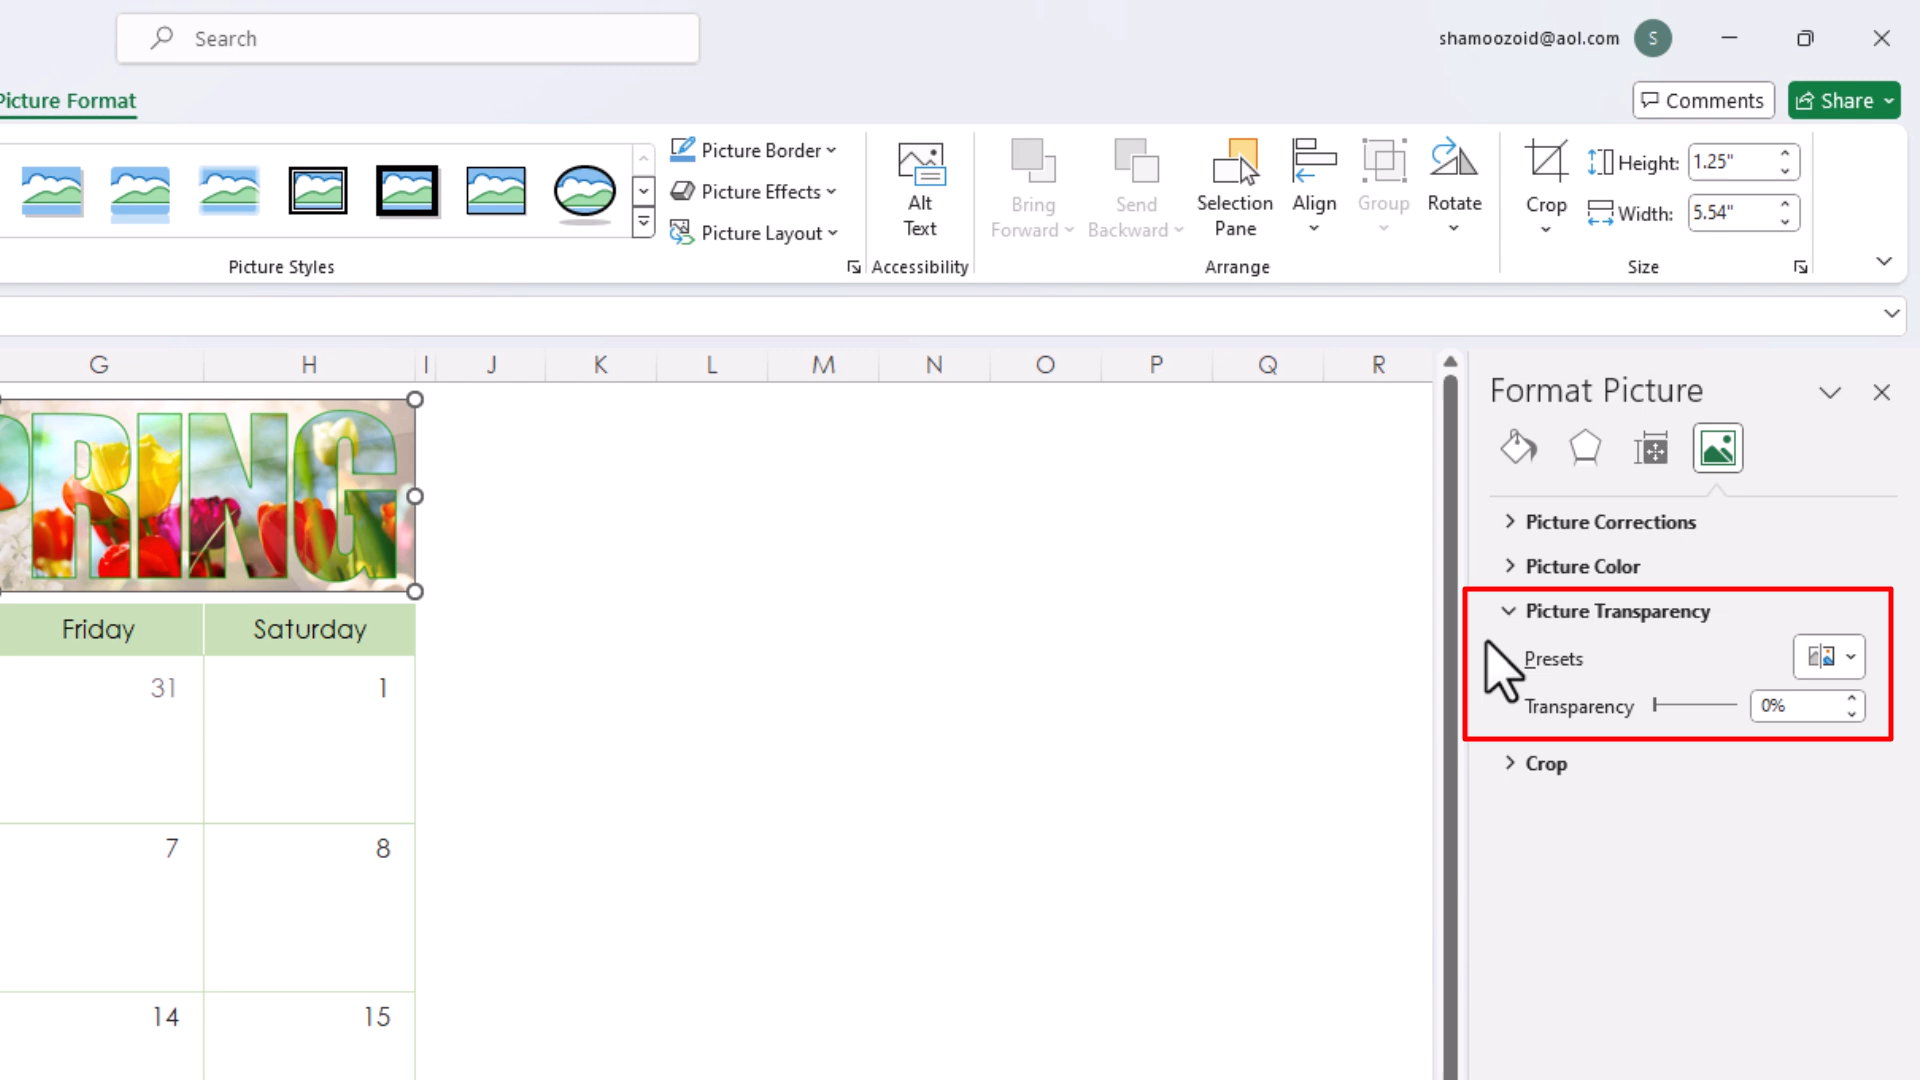 Search
shamoozoid@aol.com
S
Picture Format
Comments
Share
Picture Border
Picture Effects
Picture Layout
Alt
Text
Bring
Forward
Send
Backward
Selection
Pane
Align
Group
Rotate
Crop
Height:
1.25"
Width:
5.54"
Picture Styles
Accessibility
Arrange
Size
G
H
I
J
K
L
M
N
O
P
Q
R
PRING
Friday
Saturday
31
1
7
8
14
15
Format Picture
Picture Corrections
Picture Color
Picture Transparency
Presets
Transparency
0%
Crop